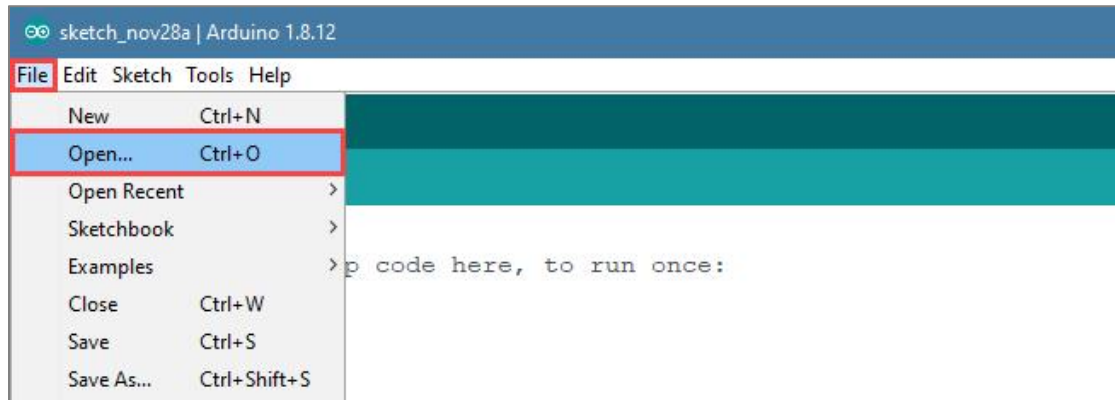 sketch_nov28a | Arduino 1.8.12
File Edit Sketch Tools Help
New Ctrl+N
Open... Ctrl+O
Open Recent >
Sketchbook >
Examples > p code here, to run once:
Close Ctrl+W
Save Ctrl+S
Save As... Ctrl+Shift+S